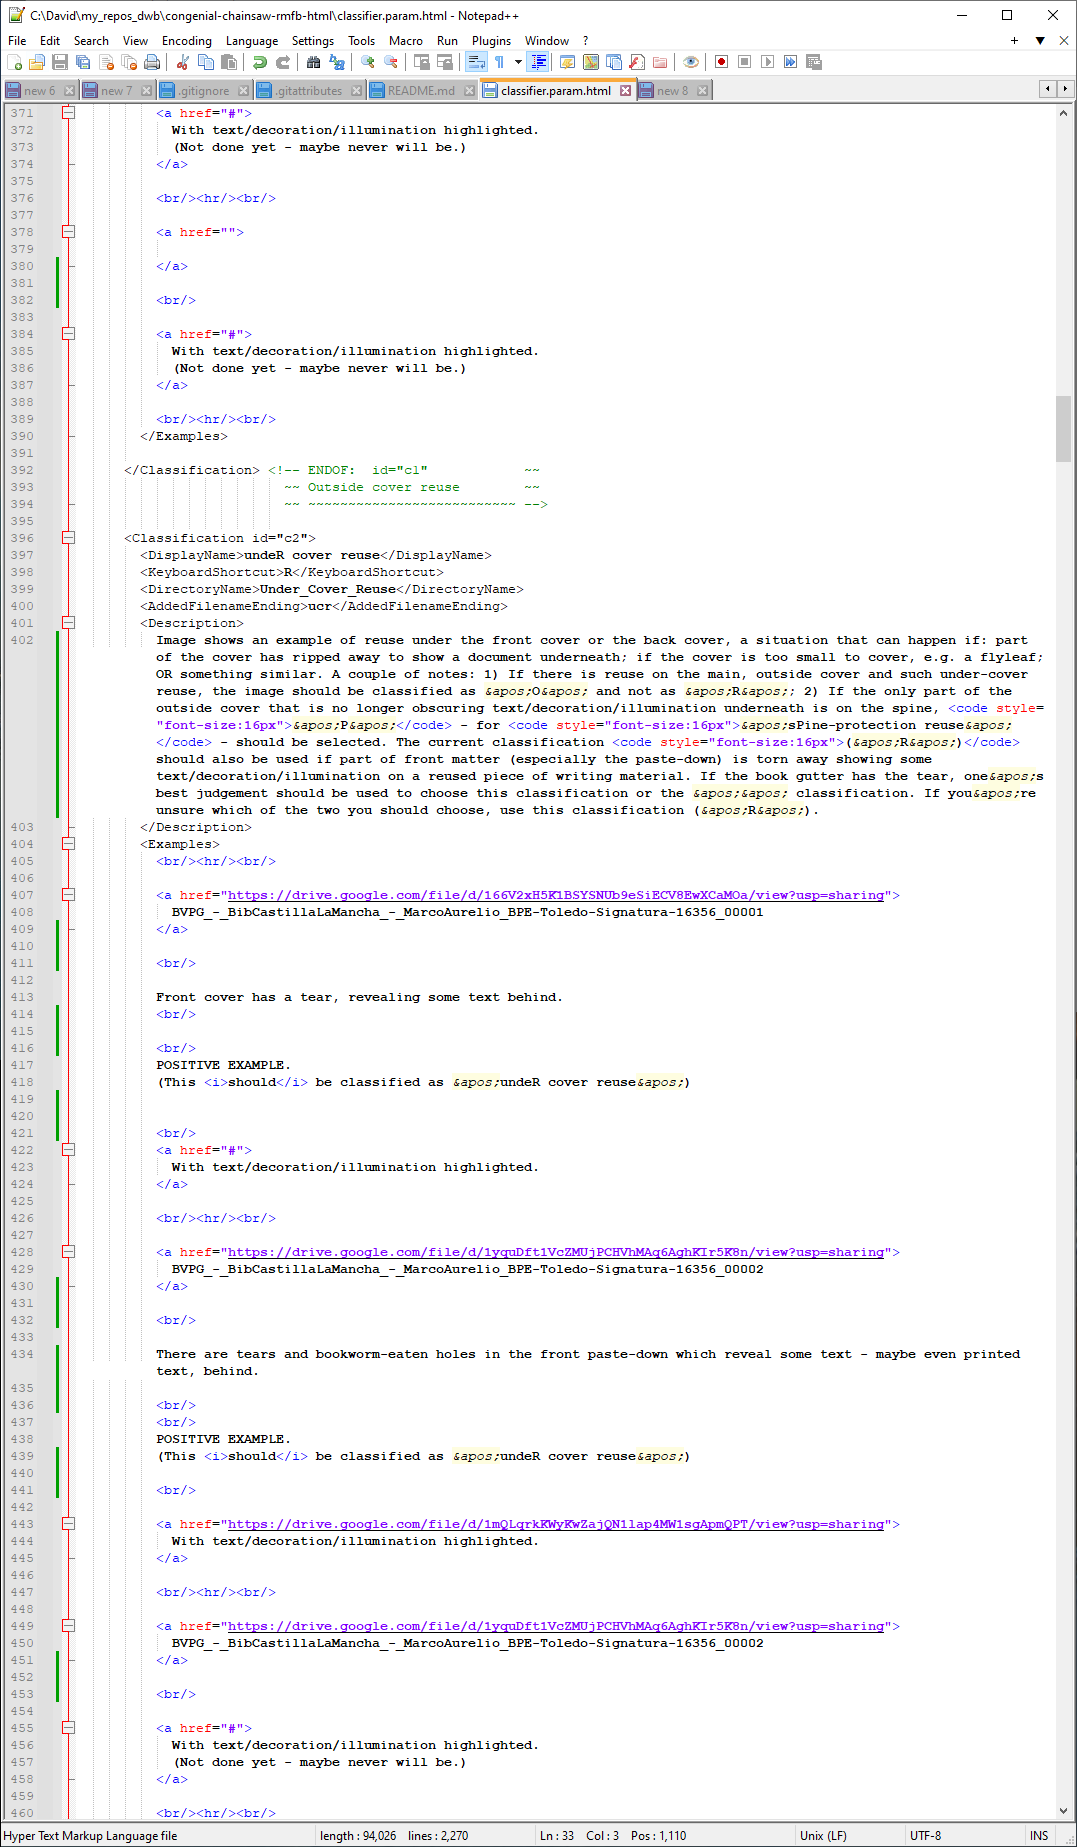 C:\David\my_repos_dwb\congenial-chainsaw-rmfb-html\classifier.param.html - Notepad++
File Edit Search View Encoding Language Settings Tools Macro Run Plugins Window ?
new 6 new 7 .gitignore .gitattributes README.md classifier.param.html new 8
371 <a href="#">
372 With text/decoration/illumination highlighted.
373 (Not done yet - maybe never will be.)
374 </a>
375
376 <br/><hr/><br/>
377
378 <a href="">
379
380 </a>
381
382 <br/>
383
384 <a href="#">
385 With text/decoration/illumination highlighted.
386 (Not done yet - maybe never will be.)
387 </a>
388
389 <br/><hr/><br/>
390 </Examples>
391
392 </Classification> <!-- ENDOF: id="c1" ~~
393 ~~ Outside cover reuse ~~
394 ~~ ~~~~~~~~~~~~~~~~~~~~~~~~~~ -->
395
396 <Classification id="c2">
397 <DisplayName>undeR cover reuse</DisplayName>
398 <KeyboardShortcut>R</KeyboardShortcut>
399 <DirectoryName>Under_Cover_Reuse</DirectoryName>
400 <AddedFilenameEnding>ucr</AddedFilenameEnding>
401 <Description>
402 Image shows an example of reuse under the front cover or the back cover, a situation that can happen if: part
of the cover has ripped away to show a document underneath; if the cover is too small to cover, e.g. a flyleaf;
OR something similar. A couple of notes: 1) If there is reuse on the main, outside cover and such under-cover
reuse, the image should be classified as &apos;O&apos; and not as &apos;R&apos;; 2) If the only part of the
outside cover that is no longer obscuring text/decoration/illumination underneath is on the spine, <code style=
"font-size:16px">&apos;P&apos;</code> - for <code style="font-size:16px">&apos;sPine-protection reuse&apos;
</code> - should be selected. The current classification <code style="font-size:16px">(&apos;R&apos;)</code>
should also be used if part of front matter (especially the paste-down) is torn away showing some
text/decoration/illumination on a reused piece of writing material. If the book gutter has the tear, one&apos;s
best judgement should be used to choose this classification or the &apos;&apos; classification. If you&apos;re
unsure which of the two you should choose, use this classification (&apos;R&apos;).
403 </Description>
404 <Examples>
405 <br/><hr/><br/>
406
407 <a href="https://drive.google.com/file/d/166V2xH5K1BSYSNUb9eSiECV8EwXCaMOa/view?usp=sharing">
408 BVPG_-_BibCastillaLaMancha_-_MarcoAurelio_BPE-Toledo-Signatura-16356_00001
409 </a>
410
411 <br/>
412
413 Front cover has a tear, revealing some text behind.
414 <br/>
415
416 <br/>
417 POSITIVE EXAMPLE.
418 (This <i>should</i> be classified as &apos;undeR cover reuse&apos;)
419
420
421 <br/>
422 <a href="#">
423 With text/decoration/illumination highlighted.
424 </a>
425
426 <br/><hr/><br/>
427
428 <a href="https://drive.google.com/file/d/1yquDft1VcZMUjPCHVhMAq6AghKIr5K8n/view?usp=sharing">
429 BVPG_-_BibCastillaLaMancha_-_MarcoAurelio_BPE-Toledo-Signatura-16356_00002
430 </a>
431
432 <br/>
433
434 There are tears and bookworm-eaten holes in the front paste-down which reveal some text - maybe even printed
text, behind.
435
436 <br/>
437 <br/>
438 POSITIVE EXAMPLE.
439 (This <i>should</i> be classified as &apos;undeR cover reuse&apos;)
440
441 <br/>
442
443 <a href="https://drive.google.com/file/d/1mQLqrkKWyKwZajQN1lap4MW1sgApmQPT/view?usp=sharing">
444 With text/decoration/illumination highlighted.
445 </a>
446
447 <br/><hr/><br/>
448
449 <a href="https://drive.google.com/file/d/1yquDft1VcZMUjPCHVhMAq6AghKIr5K8n/view?usp=sharing">
450 BVPG_-_BibCastillaLaMancha_-_MarcoAurelio_BPE-Toledo-Signatura-16356_00002
451 </a>
452
453 <br/>
454
455 <a href="#">
456 With text/decoration/illumination highlighted.
457 (Not done yet - maybe never will be.)
458 </a>
459
460 <br/><hr/><br/>
Hyper Text Markup Language file length : 94,026 lines : 2,270 Ln : 33 Col : 3 Pos : 1,110 Unix (LF) UTF-8 INS